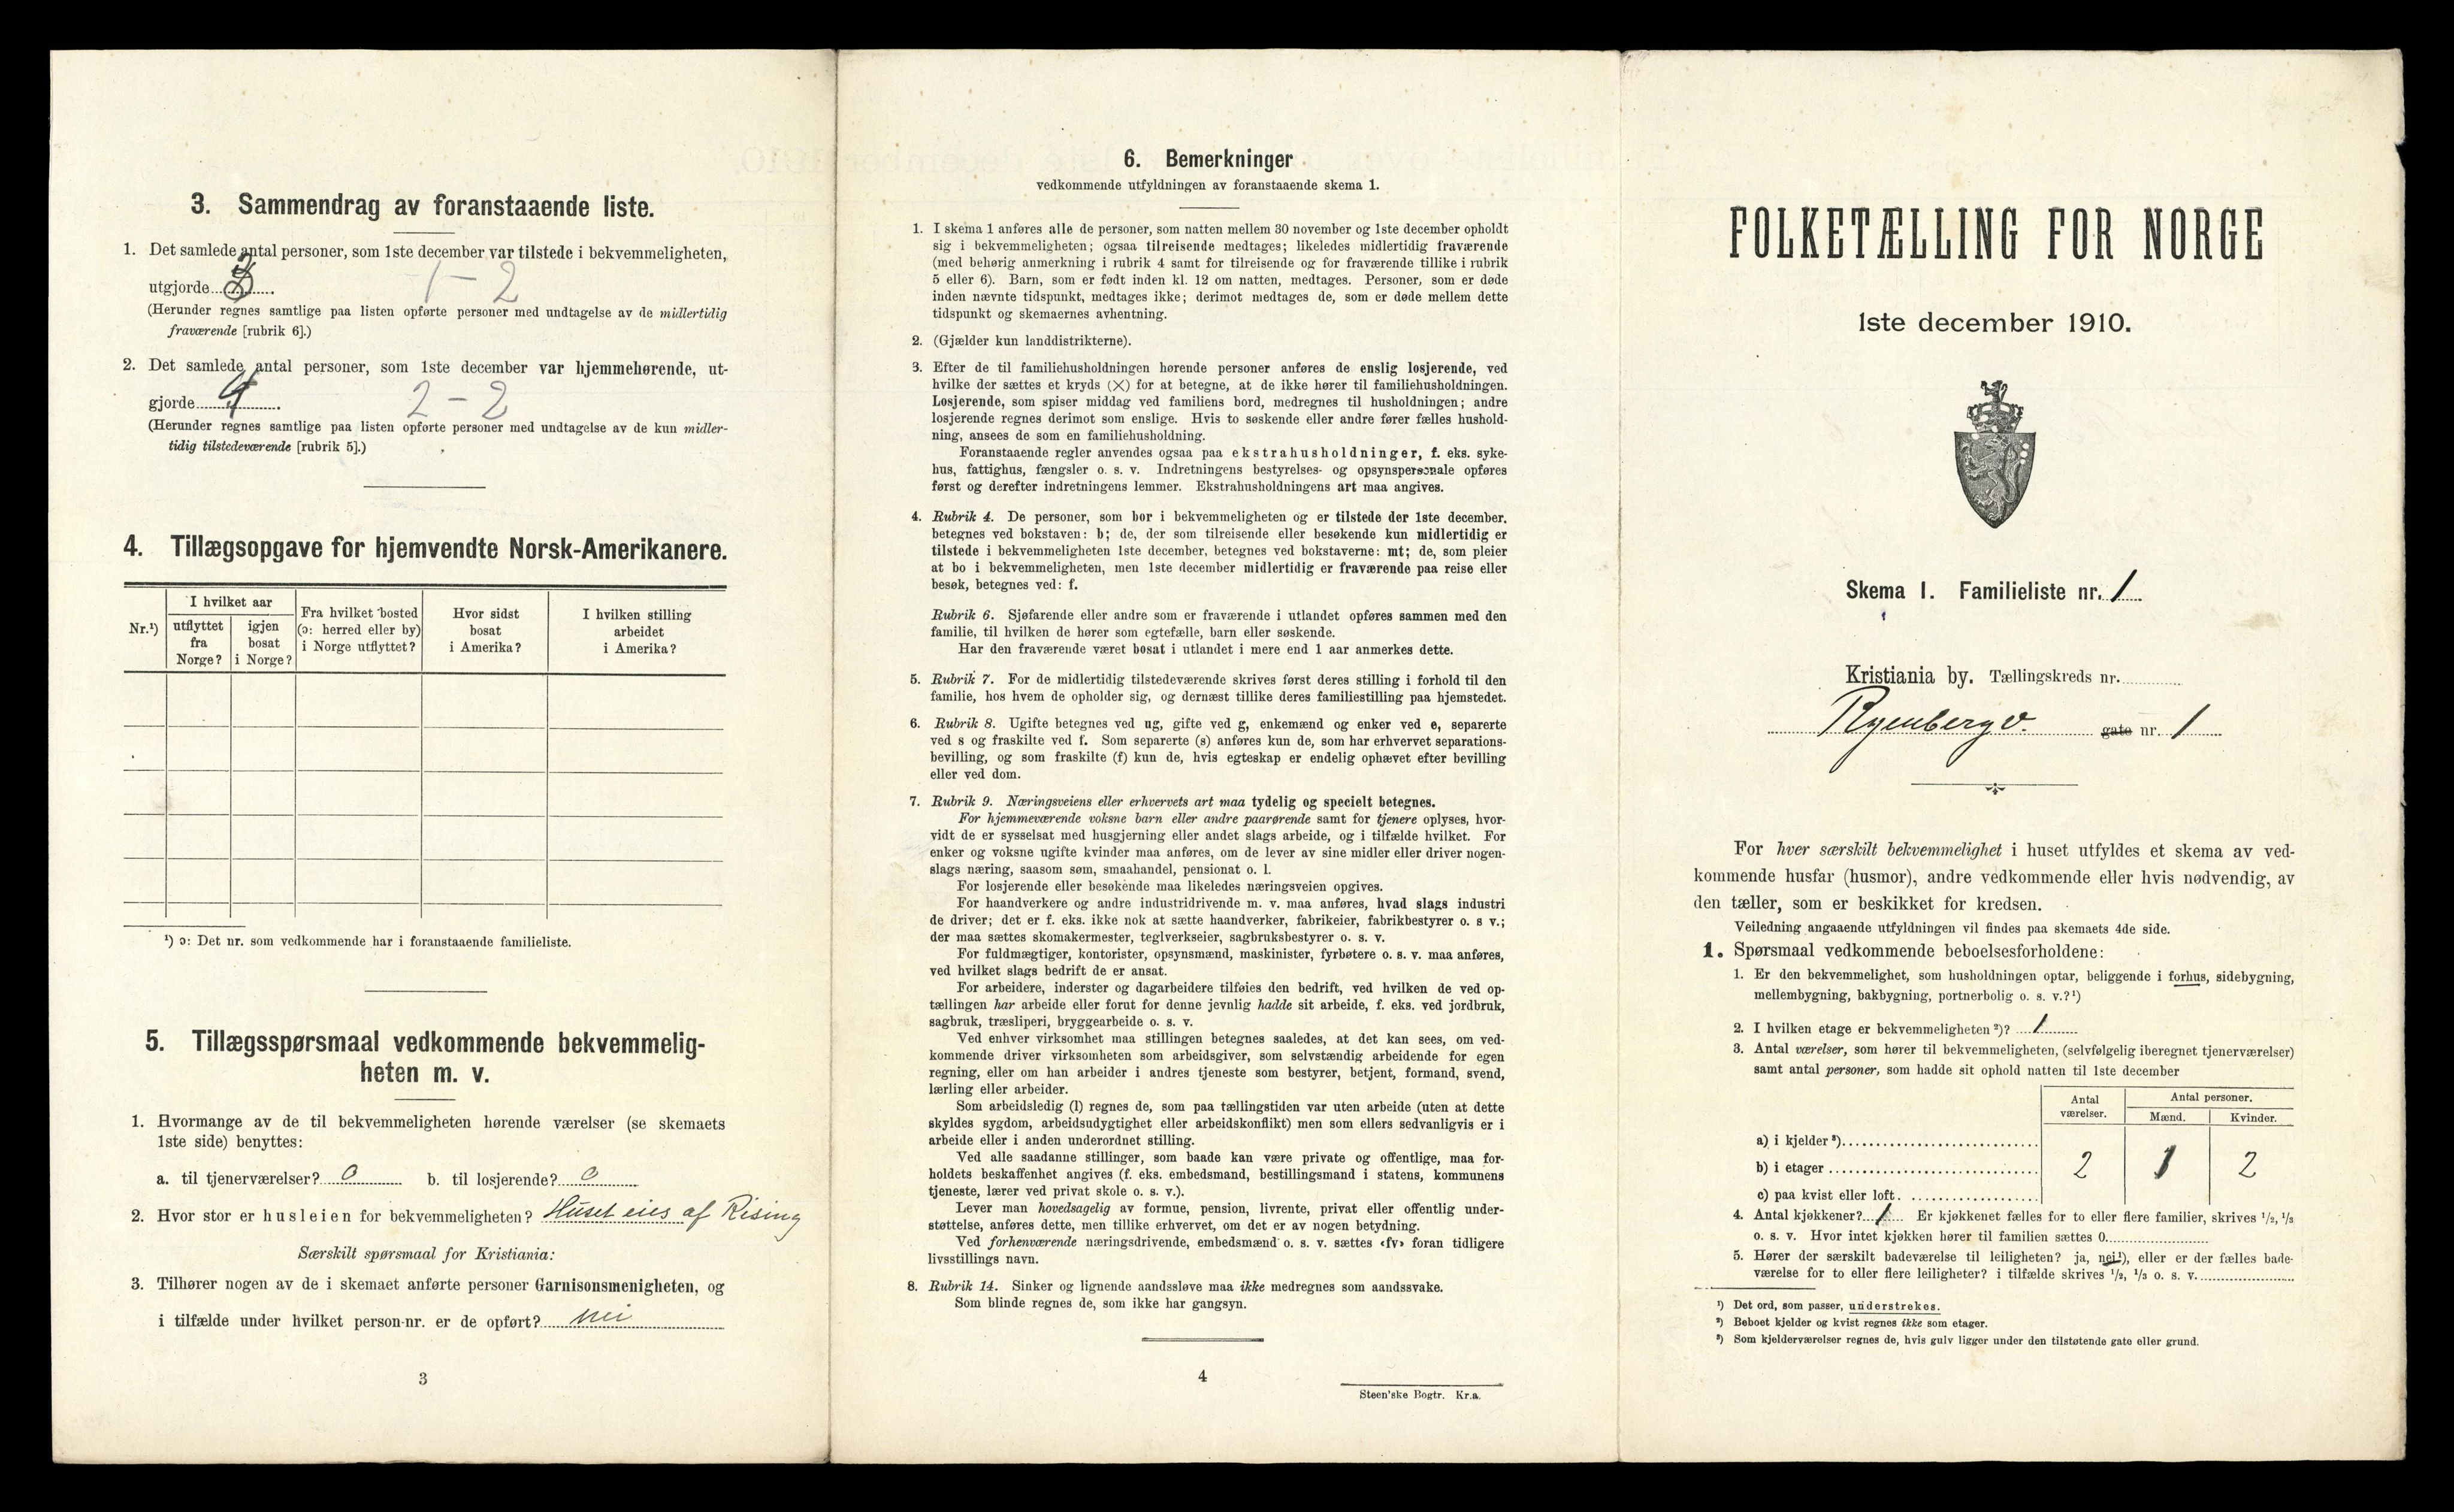 3. Sammendrag av foranstaaende liste.
1. Det samlede antal personer, som 1ste december var tilstede i bekvemmeligheten,
utgjorde 3 1 - 2
(Herunder regnes samtlige paa listen opførte personer med undtagelse av de midlertidig
fraværende [rubrik 6].)
2. Det samlede antal personer, som 1ste december var hjemmehørende, ut-
gjorde 4 2 - 2
(Herunder regnes samtlige paa listen opførte personer med undtagelse av de kun midler-
tidig tilstedeværende [rubrik 5].)
4. Tillægsopgave for hjemvendte Norsk-Amerikanere.
Nr.¹)
I hvilket aar
utflyttet fra Norge?
igjen bosat i Norge?
Fra hvilket bosted (ɔ: herred eller by) i Norge utflyttet?
Hvor sidst bosat i Amerika?
I hvilken stilling arbeidet i Amerika?
¹) ɔ: Det nr. som vedkommende har i foranstaaende familieliste.
5. Tillægsspørsmaal vedkommende bekvemmelig-
heten m. v.
1. Hvormange av de til bekvemmeligheten hørende værelser (se skemaets
1ste side) benyttes:
a. til tjenerværelser? 0 b. til losjerende? 0
2. Hvor stor er husleien for bekvemmeligheten? Huset eies af Rising
Særskilt spørsmaal for Kristiania:
3. Tilhører nogen av de i skemaet anførte personer Garnisonsmenigheten, og
i tilfælde under hvilket person-nr. er de opført? nei
3
6. Bemerkninger
vedkommende utfyldningen av foranstaaende skema 1.
1. I skema 1 anføres alle de personer, som natten mellem 30 november og 1ste december opholdt
sig i bekvemmeligheten; ogsaa tilreisende medtages; likeledes midlertidig fraværende
(med behørig anmerkning i rubrik 4 samt for tilreisende og for fraværende tillike i rubrik
5 eller 6). Barn, som er født inden kl. 12 om natten, medtages. Personer, som er døde
inden nævnte tidspunkt, medtages ikke; derimot medtages de, som er døde mellem dette
tidspunkt og skemaernes avhentning.
2. (Gjælder kun landdistrikterne).
3. Efter de til familiehusholdningen hørende personer anføres de enslig losjerende, ved
hvilke der sættes et kryds (×) for at betegne, at de ikke hører til familiehusholdningen.
Losjerende, som spiser middag ved familiens bord, medregnes til husholdningen; andre
losjerende regnes derimot som enslige. Hvis to søskende eller andre fører fælles hushold-
ning, ansees de som en familiehusholdning.
Foranstaaende regler anvendes ogsaa paa ekstrahusholdninger, f. eks. syke-
hus, fattighus, fængsler o. s. v. Indretningens bestyrelses- og opsynspersonale opføres
først og derefter indretningens lemmer. Ekstrahusholdningens art maa angives.
4. Rubrik 4. De personer, som bor i bekvemmeligheten og er tilstede der 1ste december.
betegnes ved bokstaven: b; de, der som tilreisende eller besøkende kun midlertidig er
tilstede i bekvemmeligheten 1ste december, betegnes ved bokstaverne: mt; de, som pleier
at bo i bekvemmeligheten, men 1ste december midlertidig er fraværende paa reise eller
besøk, betegnes ved: f.
Rubrik 6. Sjøfarende eller andre som er fraværende i utlandet opføres sammen med den
familie, til hvilken de hører som egtefælle, barn eller søskende.
Har den fraværende været bosat i utlandet i mere end 1 aar anmerkes dette.
5. Rubrik 7. For de midlertidig tilstedeværende skrives først deres stilling i forhold til den
familie, hos hvem de opholder sig, og dernæst tillike deres familiestilling paa hjemstedet.
6. Rubrik 8. Ugifte betegnes ved ug, gifte ved g, enkemænd og enker ved e, separerte
ved s og fraskilte ved f. Som separerte (s) anføres kun de, som har erhvervet separations-
bevilling, og som fraskilte (f) kun de, hvis egteskap er endelig ophævet efter bevilling
eller ved dom.
7. Rubrik 9. Næringsveiens eller erhvervets art maa tydelig og specielt betegnes.
For hjemmeværende voksne barn eller andre paarørende samt for tjenere oplyses, hvor-
vidt de er sysselsat med husgjerning eller andet slags arbeide, og i tilfælde hvilket. For
enker og voksne ugifte kvinder maa anføres, om de lever av sine midler eller driver nogen-
slags næring, saasom søm, smaahandel, pensionat o. l.
For losjerende eller besøkende maa likeledes næringsveien opgives.
For haandverkere og andre industridrivende m. v. maa anføres, hvad slags industri
de driver; det er f. eks. ikke nok at sætte haandverker, fabrikeier, fabrikbestyrer o. s v.;
der maa sættes skomakermester, teglverkseier, sagbruksbestyrer o. s. v.
For fuldmægtiger, kontorister, opsynsmænd, maskinister, fyrbøtere o. s. v. maa anføres,
ved hvilket slags bedrift de er ansat.
For arbeidere, inderster og dagarbeidere tilføies den bedrift, ved hvilken de ved op-
tællingen har arbeide eller forut for denne jevnlig hadde sit arbeide, f. eks. ved jordbruk,
sagbruk, træsliperi, bryggearbeide o. s. v.
Ved enhver virksomhet maa stillingen betegnes saaledes, at det kan sees, om ved-
kommende driver virksomheten som arbeidsgiver, som selvstændig arbeidende for egen
regning, eller om han arbeider i andres tjeneste som bestyrer, betjent, formand, svend,
lærling eller arbeider.
Som arbeidsledig (l) regnes de, som paa tællingstiden var uten arbeide (uten at dette
skyldes sygdom, arbeidsudygtighet eller arbeidskonflikt) men som ellers sedvanligvis er i
arbeide eller i anden underordnet stilling.
Ved alle saadanne stillinger, som baade kan være private og offentlige, maa for-
holdets beskaffenhet angives (f. eks. embedsmand, bestillingsmand i statens, kommunens
tjeneste, lærer ved privat skole o. s. v.).
Lever man hovedsagelig av formue, pension, livrente, privat eller offentlig under-
støttelse, anføres dette, men tillike erhvervet, om det er av nogen betydning.
Ved forhenværende næringsdrivende, embedsmænd o. s. v. sættes «fv» foran tidligere
livsstillings navn.
8. Rubrik 14. Sinker og lignende aandssløve maa ikke medregnes som aandssvake.
Som blinde regnes de, som ikke har gangsyn.
4
Steen'ske Bogtr. Kr.a.
FOLKETÆLLING FOR NORGE
1ste december 1910.
Skema 1. Familieliste nr. 1
Kristiania by. Tællingskreds nr.
Ryenbergv. gate nr. 1
For hver særskilt bekvemmelighet i huset utfyldes et skema av ved-
kommende husfar (husmor), andre vedkommende eller hvis nødvendig, av
den tæller, som er beskikket for kredsen.
Veiledning angaaende utfyldningen vil findes paa skemaets 4de side.
1. Spørsmaal vedkommende beboelsesforholdene:
1. Er den bekvemmelighet, som husholdningen optar, beliggende i forhus, sidebygning,
mellembygning, bakbygning, portnerbolig o. s. v.?¹)
2. I hvilken etage er bekvemmeligheten ²)? 1
3. Antal værelser, som hører til bekvemmeligheten, (selvfølgelig iberegnet tjenerværelser)
samt antal personer, som hadde sit ophold natten til 1ste december
Antal værelser.
Antal personer.
Mænd. Kvinder.
a) i kjelder ³)
b) i etager 2 1 2
c) paa kvist eller loft.
4. Antal kjøkkener? 1 Er kjøkkenet fælles for to eller flere familier, skrives ¹/₂, ¹/₃
o. s. v. Hvor intet kjøkken hører til familien sættes 0.
5. Hører der særskilt badeværelse til leiligheten? ja, nei¹), eller er der fælles bade-
værelse for to eller flere leiligheter? i tilfælde skrives ¹/₂, ¹/₃ o. s. v.
¹) Det ord, som passer, understrekes.
²) Beboet kjelder og kvist regnes ikke som etager.
³) Som kjelderværelser regnes de, hvis gulv ligger under den tilstøtende gate eller grund.